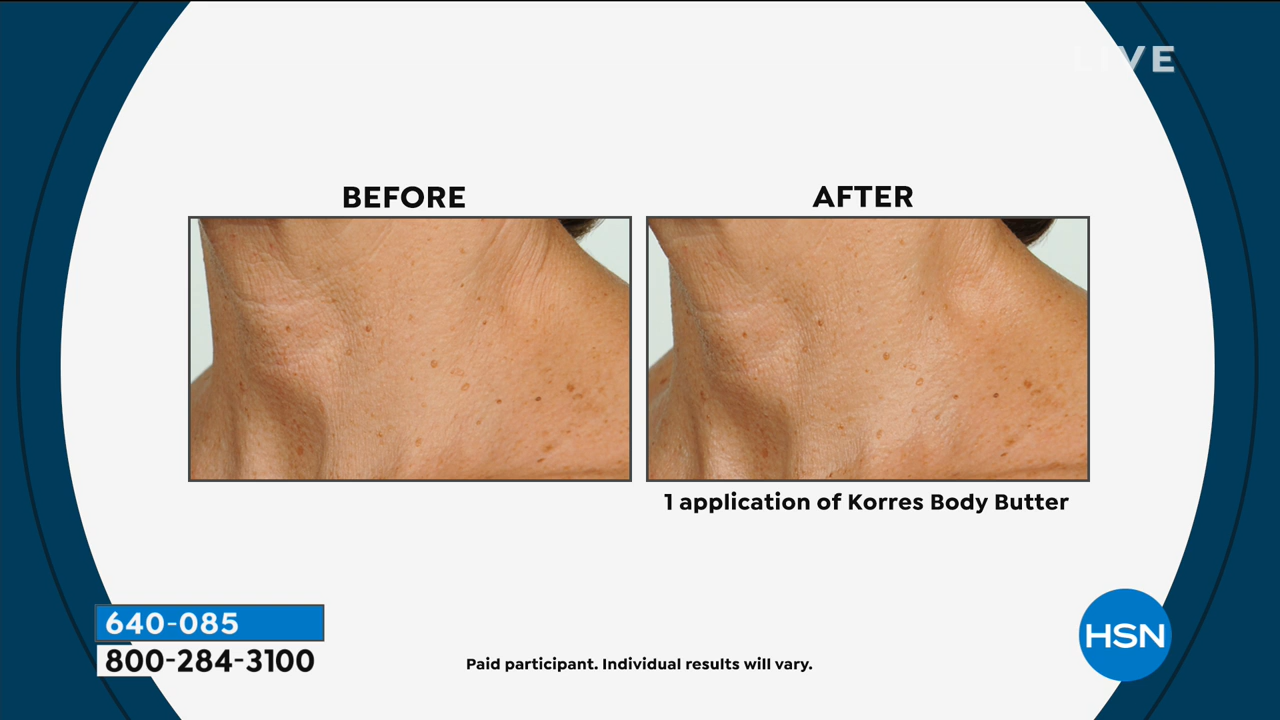 LIVE
BEFORE
AFTER
1 application of Korres Body Butter
640-085
800-284-3100
Paid participant. Individual results will vary.
HSN